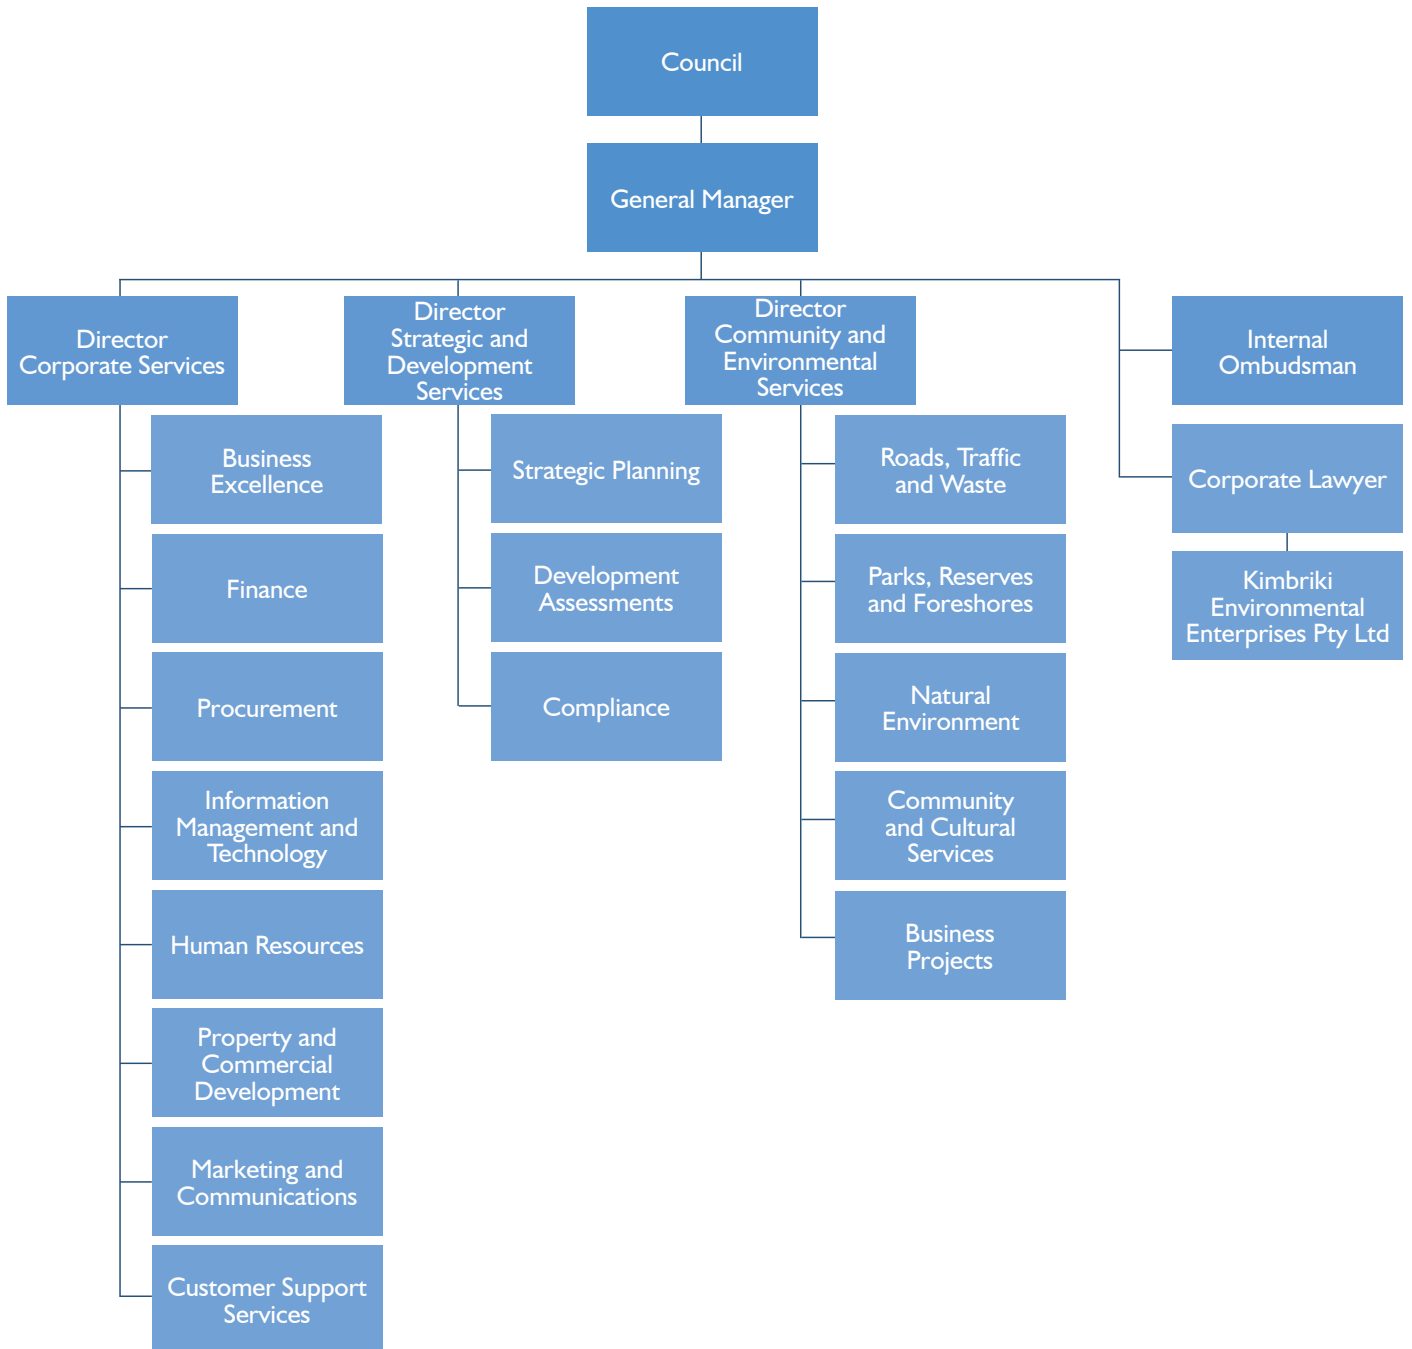 Council
General Manager
Director
Corporate Services
Business
Excellence
Finance
Procurement
Information
Management and
Technology
Human Resources
Property and
Commercial
Development
Marketing and
Communications
Customer Support
Services
Director
Strategic and
Development
Services
Strategic Planning
Development
Assessments
Compliance
Director
Community and
Environmental
Services
Roads, Traffic
and Waste
Parks, Reserves
and Foreshores
Natural
Environment
Community
and Cultural
Services
Business
Projects
Internal
Ombudsman
Corporate Lawyer
Kimbriki
Environmental
Enterprises Pty Ltd